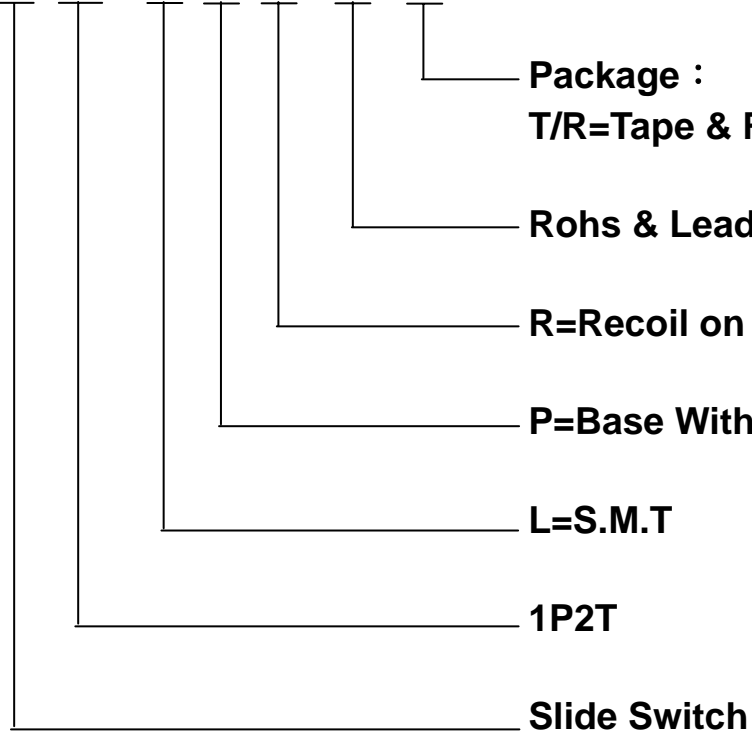 Package：
T/R=Tape &
Rohs & Lead
R=Recoil on
P=Base With
L=S.M.T
1P2T
Slide Switch